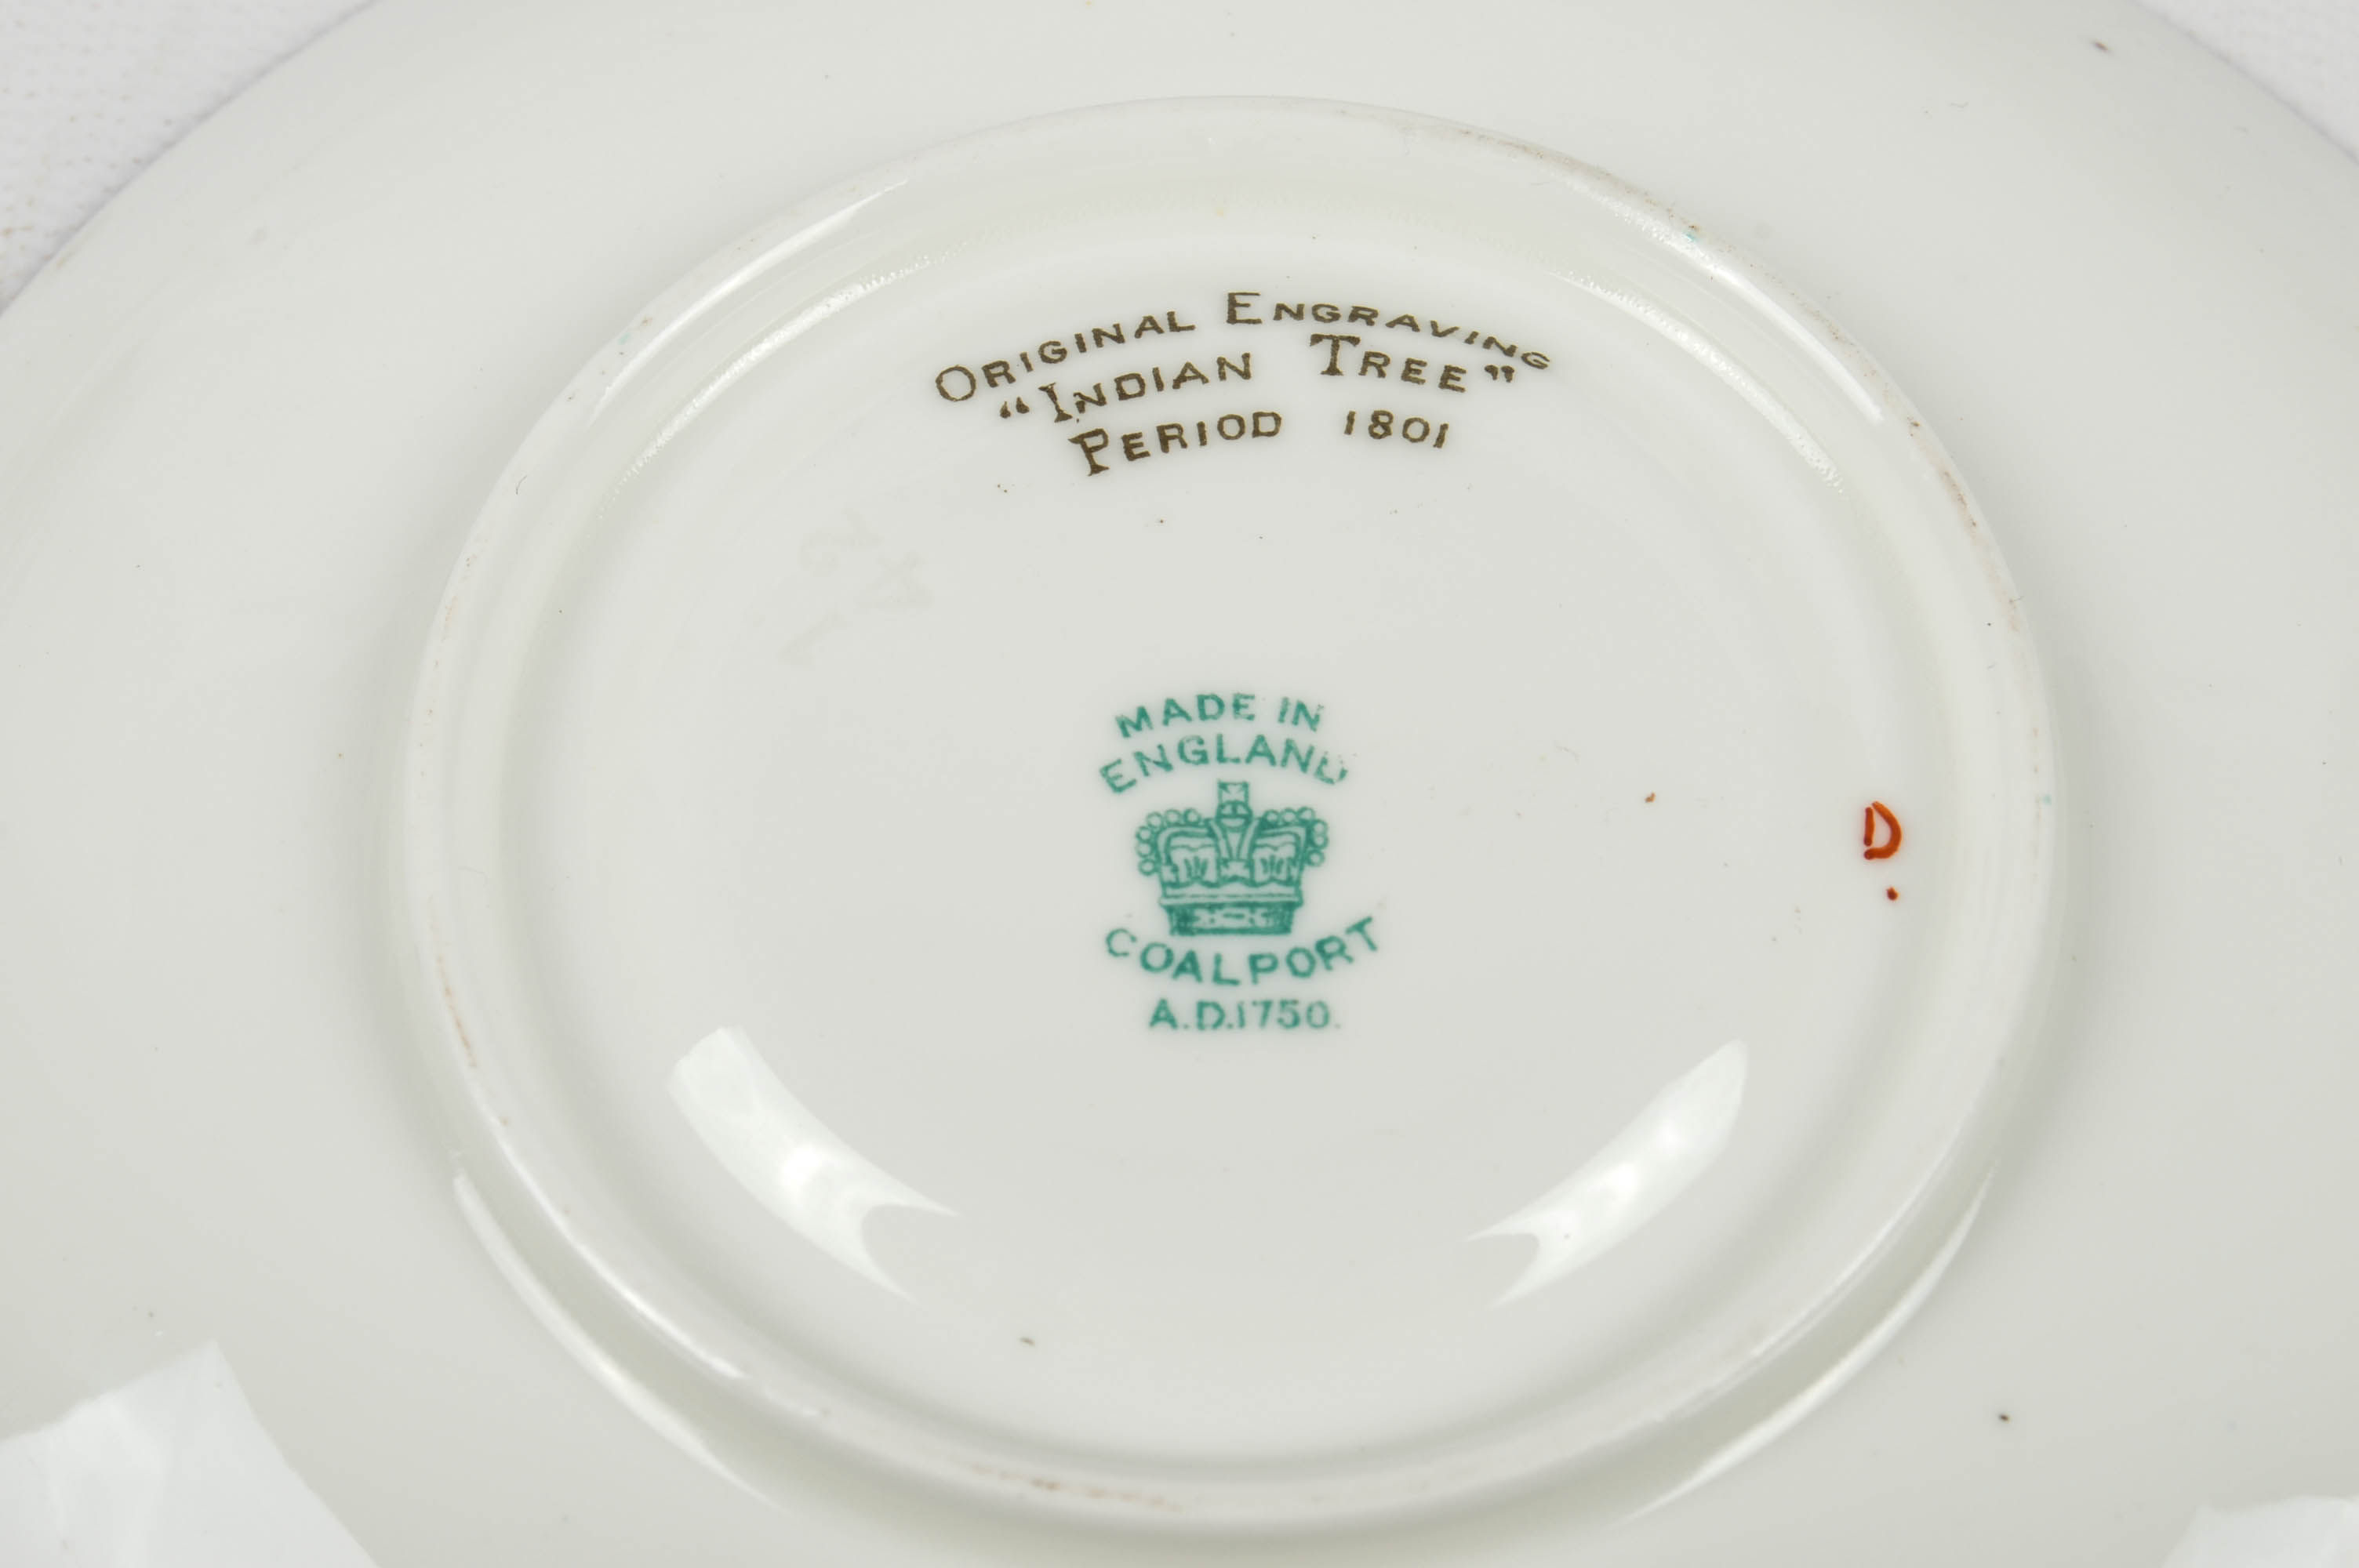 ORIGINAL ENGRAVING
“INDIAN TREE”
PERIOD 1801
MADE IN
ENGLAND
COALPORT
A.D.1750.
D